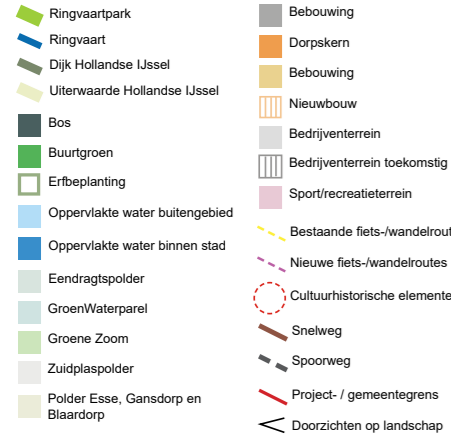 Ringvaartpark
Ringvaart
Dijk Hollandse IJssel
Uiterwaarde Hollandse IJssel
Bos
Buurtgroen
Erfbeplanting
Oppervlakte water buitengebied
Oppervlakte water binnen stad
Eendragtspolder
GroenWaterparel
Groene Zoom
Zuidplaspolder
Polder Esse, Gansdorp en
Blaardorp
Bebouwing
Dorpskern
Bebouwing
Nieuwbouw
Bedrijventerrein
Bedrijventerrein toekomstig
Sport/recreatieterrein
Bestaande fiets-/wandelrout
Nieuwe fiets-/wandelroutes
Cultuurhistorische elemente
Snelweg
Spoorweg
Project- / gemeentegrens
Doorzichten op landschap